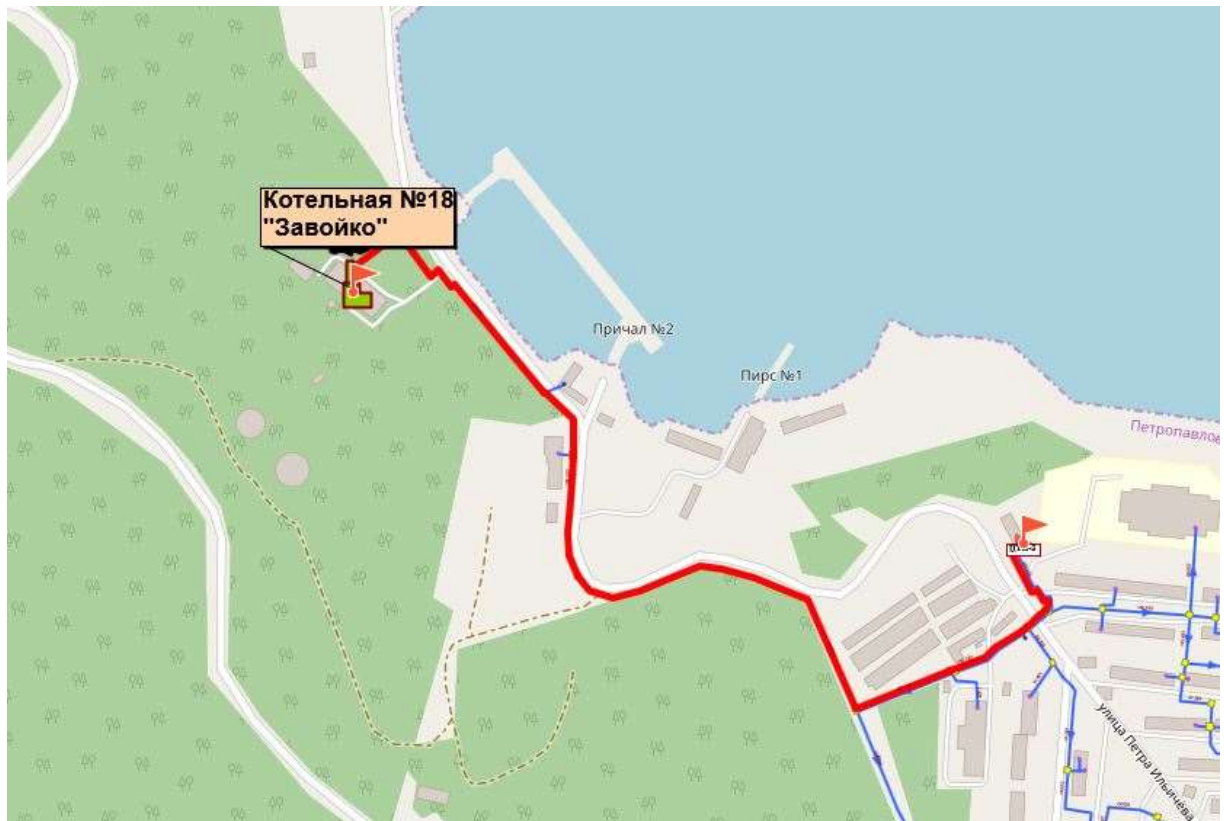 Котельная №18
"Завойко"
Причал №2
Пирс №1
Петропавлов
улица Петра Ильичёва